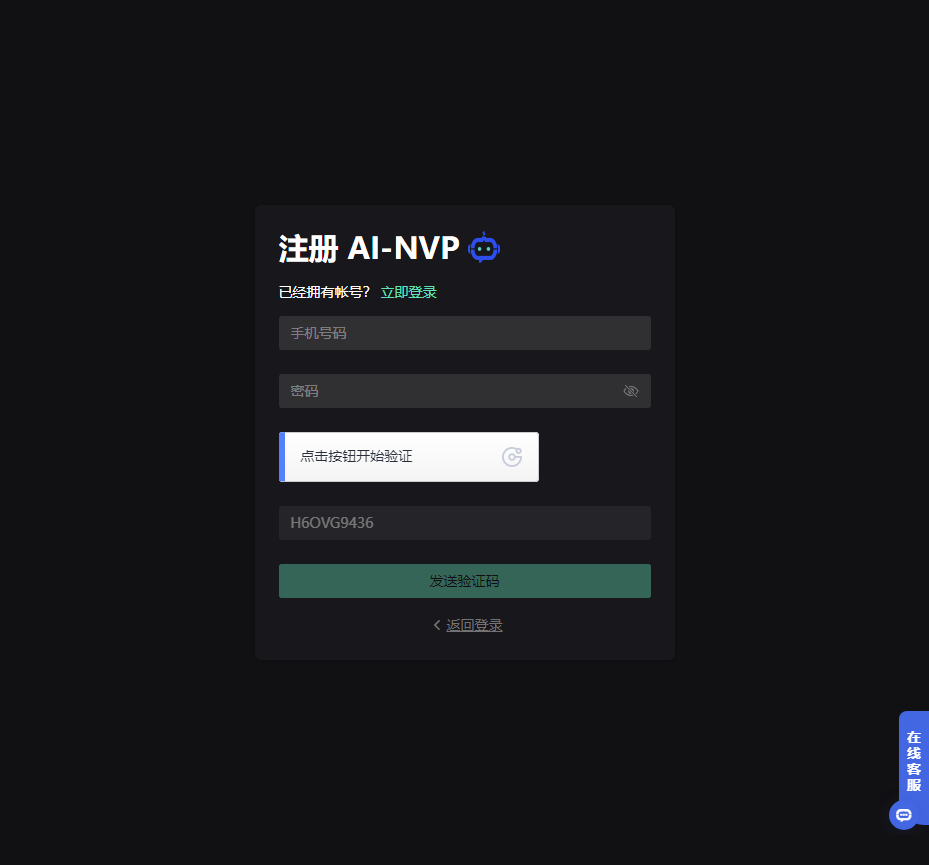 注册 AI-NVP
已经拥有帐号? 立即登录
手机号码
密码
点击按钮开始验证
H6OVG9436
发送验证码
返回登录
在线客服